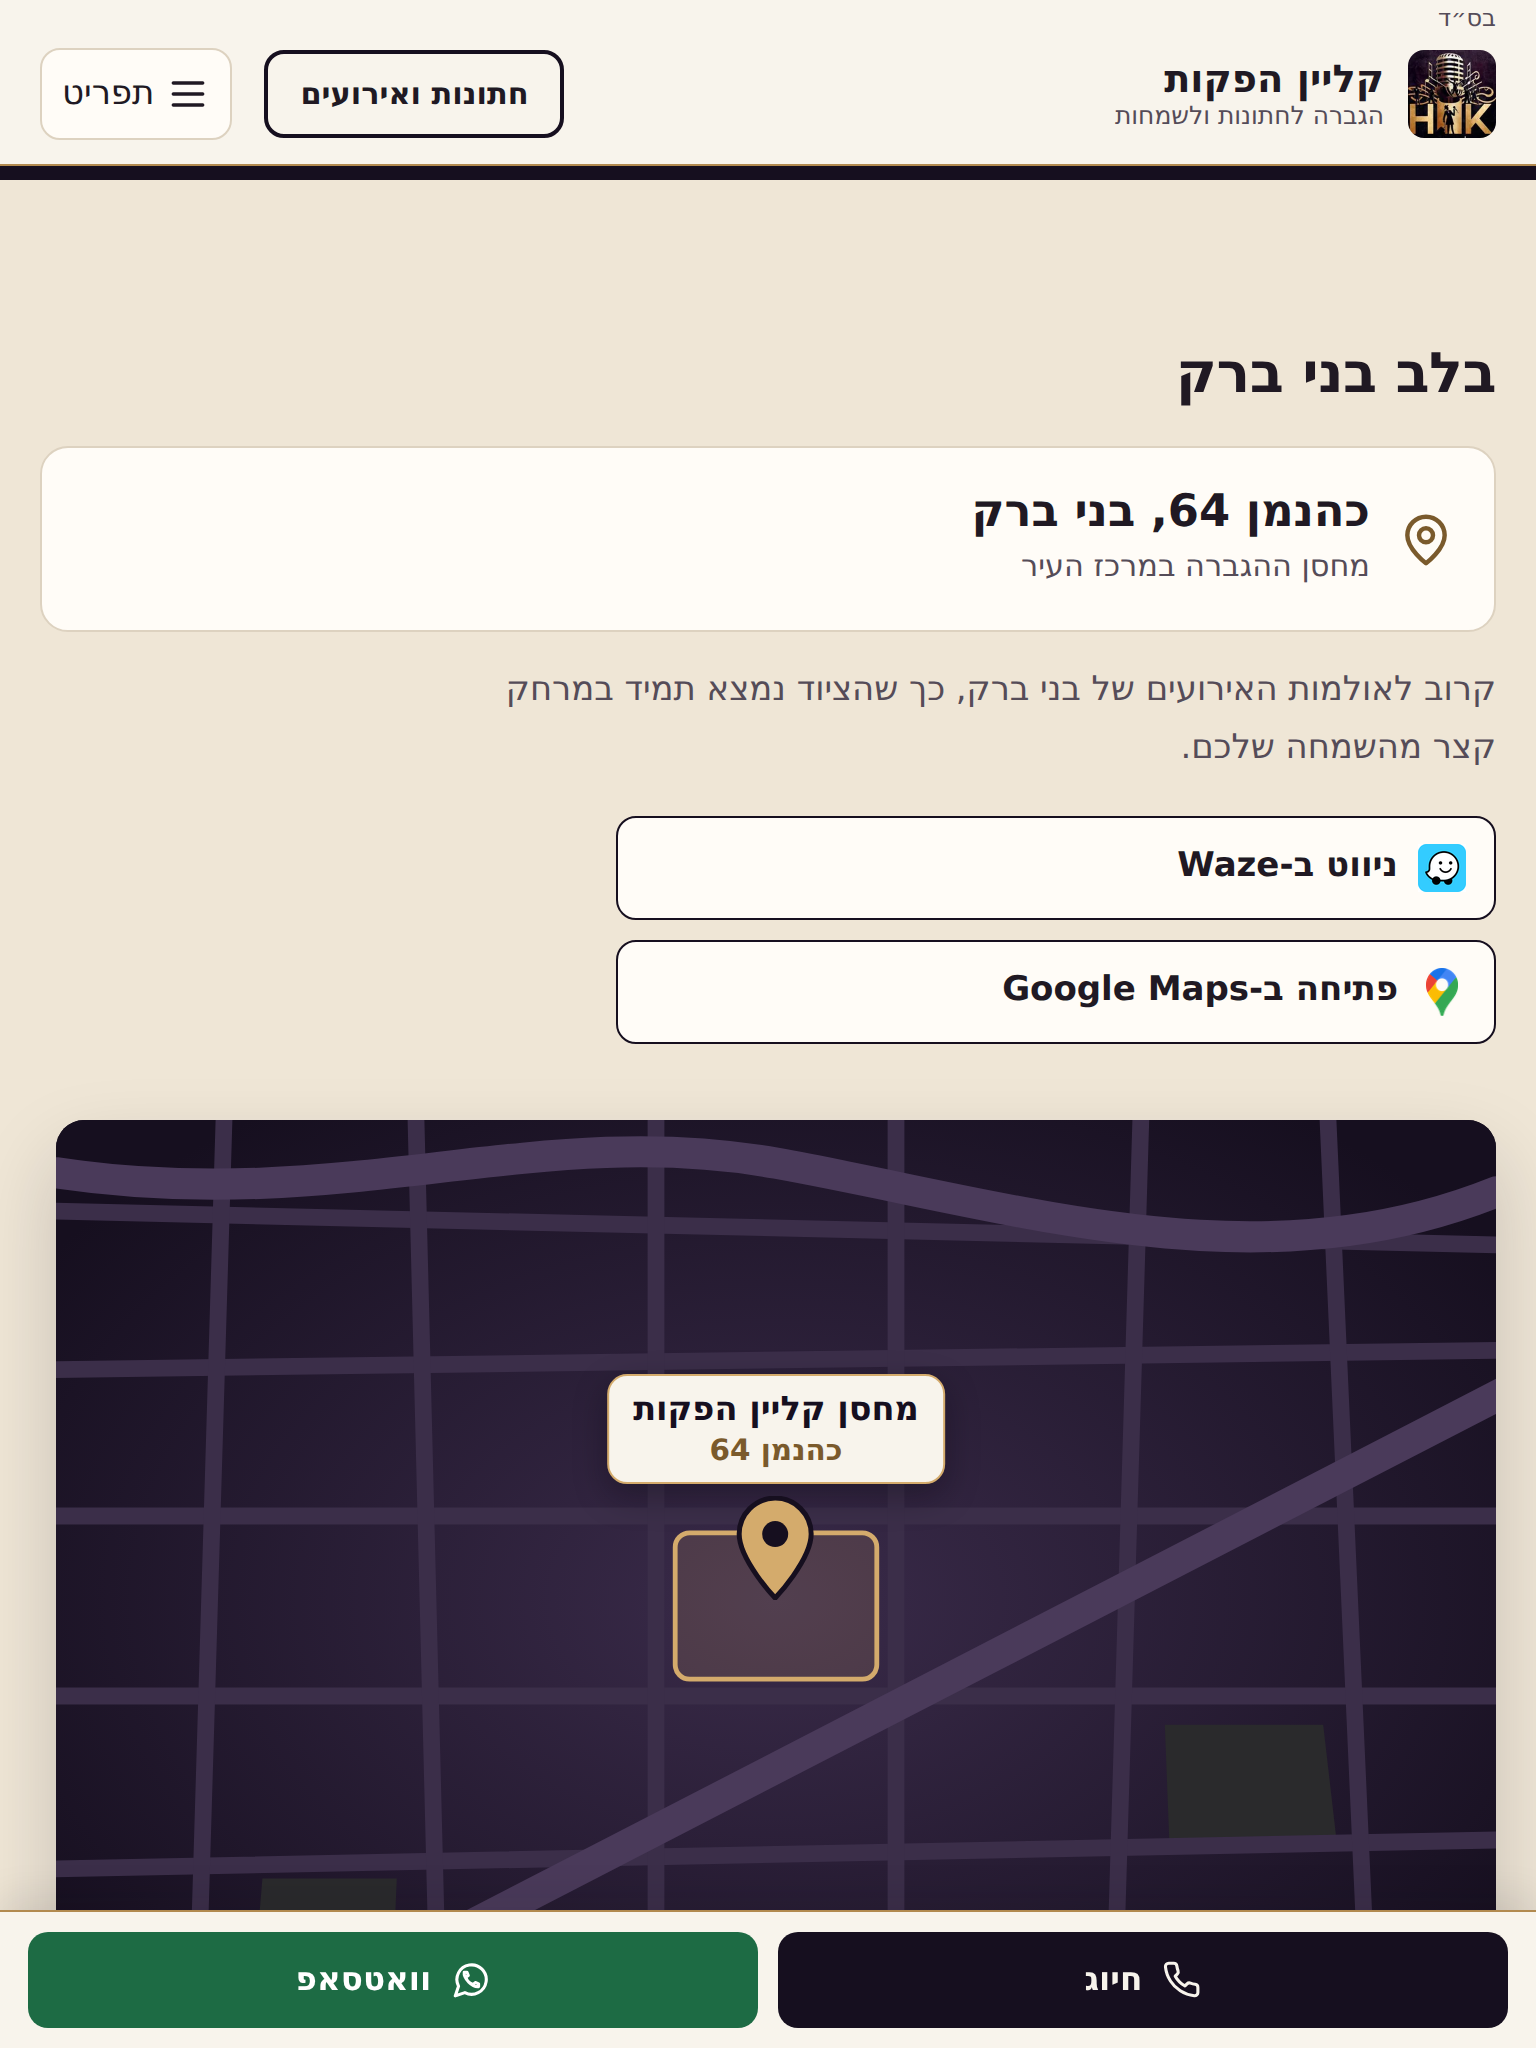 בס״ד
קליין הפקות
הגברה לחתונות ולשמחות
חתונות ואירועים
תפריט
HK
בלב בני ברק
כהנמן 64, בני ברק
מחסן ההגברה במרכז העיר
קרוב לאולמות האירועים של בני ברק, כך שהציוד נמצא תמיד במרחק
קצר מהשמחה שלכם.
ניווט ב-Waze
פתיחה ב-Google Maps
מחסן קליין הפקות
כהנמן 64
חיוג
וואטסאפ